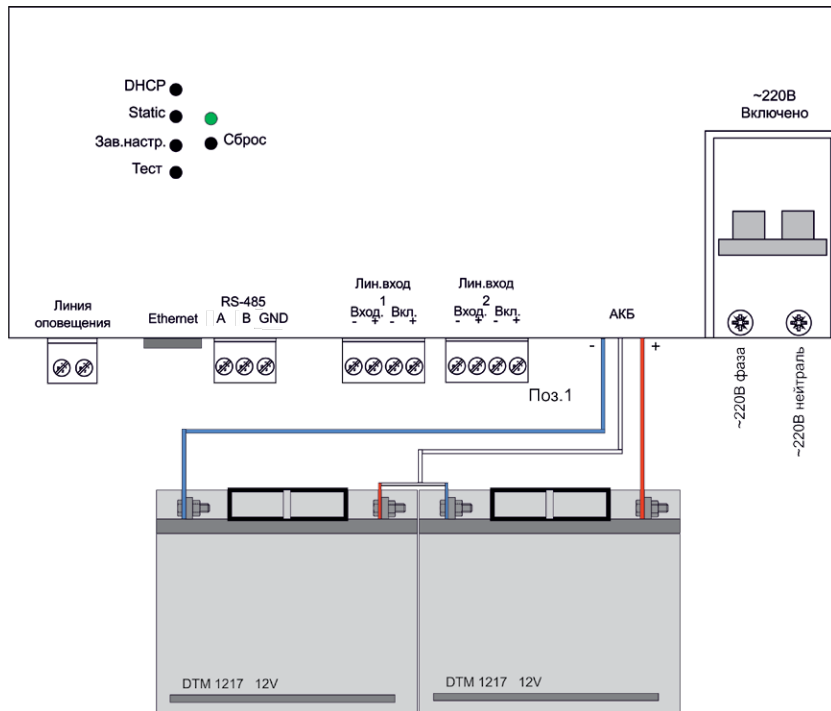 DHCP
Static
Зав.настр.
Сброс
Тест
~220В
Включено
Линия
оповещения
Ethernet
RS-485
A B GND
Лин.вход
1
Вход. Вкл.
- + - +
Лин.вход
2
Вход. Вкл.
- + - +
АКБ
- +
~220В фаза
~220В нейтраль
Поз.1
DTM 1217 12V
DTM 1217 12V